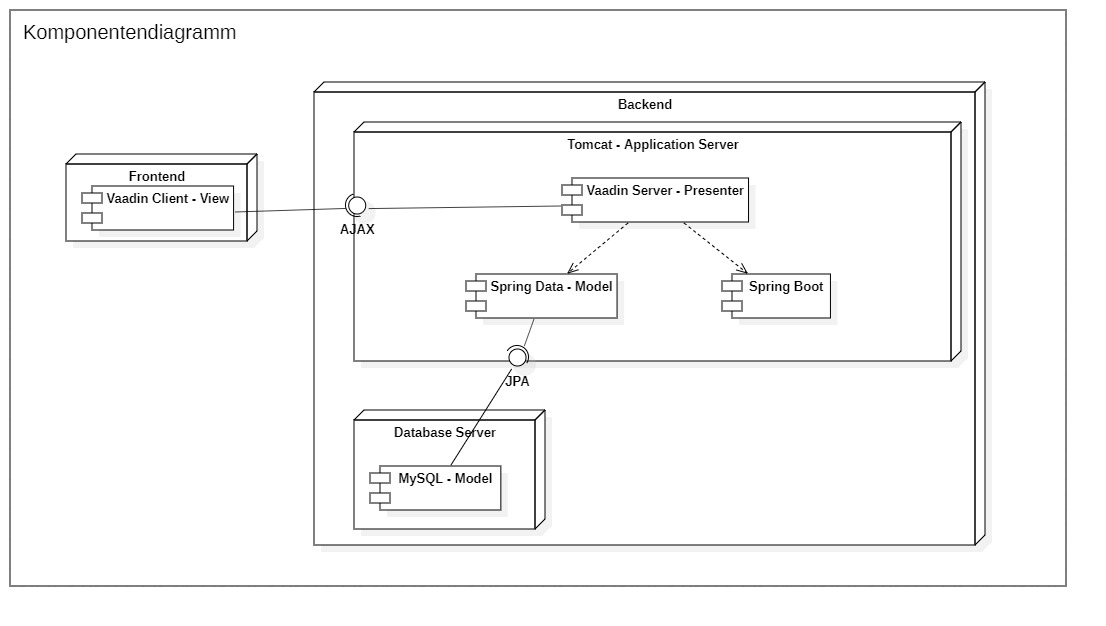 Komponentendiagramm
Backend
Tomcat - Application Server
Frontend
Vaadin Client - View
Vaadin Server - Presenter
AJAX
Spring Data - Model
Spring Boot
JPA
Database Server
MySQL - Model